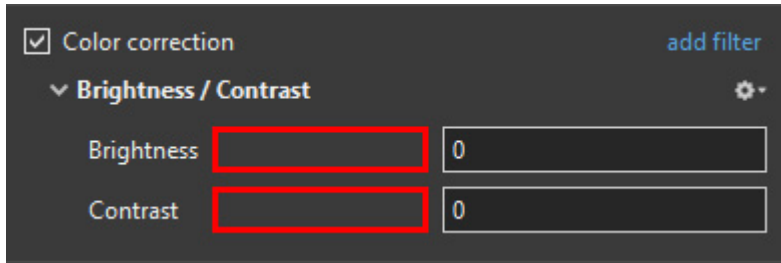 Color correction add filter
Brightness / Contrast
Brightness 0
Contrast 0